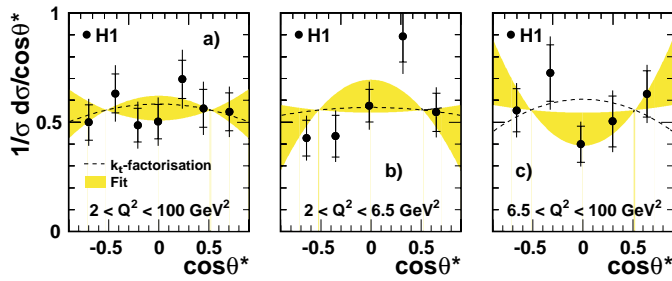 1/σ dσ/cosθ*
1
0.5
0
H1
a)
k_t-factorisation
Fit
2 < Q² < 100 GeV²
-0.5 0 0.5
cosθ*
H1
b)
2 < Q² < 6.5 GeV²
-0.5 0 0.5
cosθ*
H1
c)
6.5 < Q² < 100 GeV²
-0.5 0 0.5
cosθ*